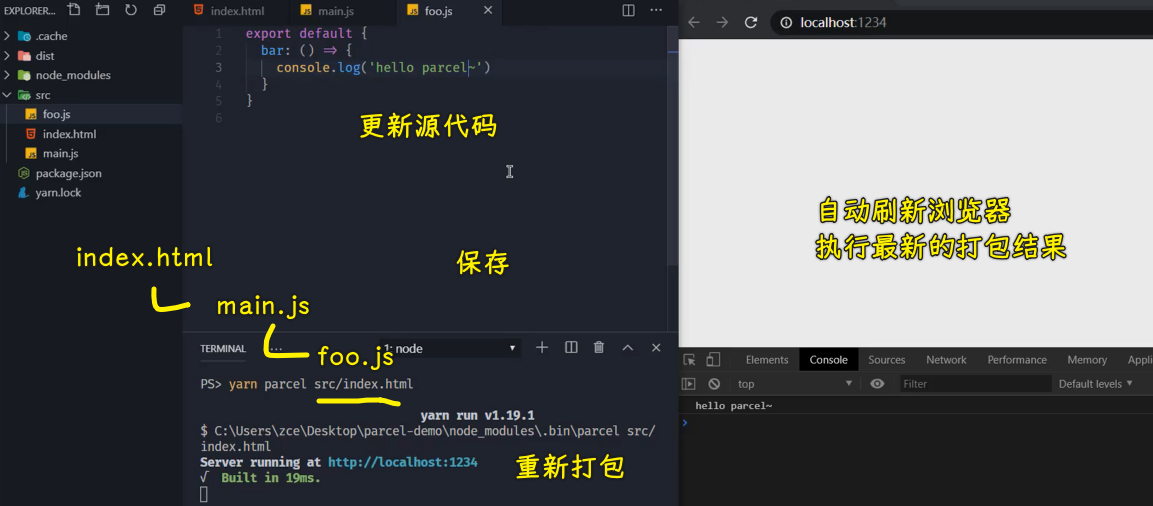 EXPLORER...
index.html
main.js
foo.js
.cache
dist
node_modules
src
foo.js
index.html
main.js
package.json
yarn.lock
1 export default {
2 bar: () => {
3 console.log('hello parcel~')
4 }
5 }
6
更新源代码
保存
index.html
main.js
foo.js
TERMINAL ... 1: node
PS> yarn parcel src/index.html
yarn run v1.19.1
$ C:\Users\zce\Desktop\parcel-demo\node_modules\.bin\parcel src/
index.html
Server running at http://localhost:1234
√ Built in 19ms.
重新打包
localhost:1234
自动刷新浏览器
执行最新的打包结果
Elements Console Sources Network Performance Memory Appli
top Filter Default levels
hello parcel~